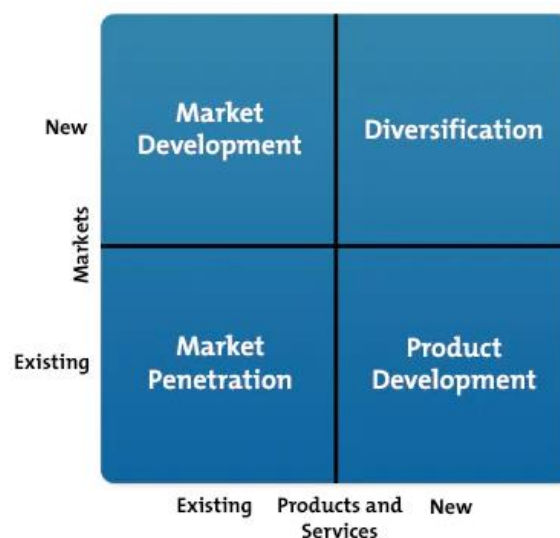 Market
Development
Diversification
New
Markets
Market
Penetration
Product
Development
Existing
Existing
Products and
Services
New